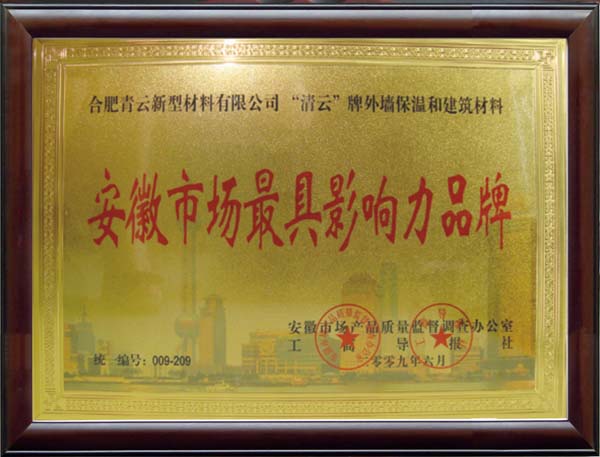 合肥青云新型材料有限公司 “清云”牌外墙保温和建筑材料
安徽市场最具影响力品牌
安徽市场产品质量监督调查办公室
工商导报社
二〇〇九年六月
统一编号：009-209